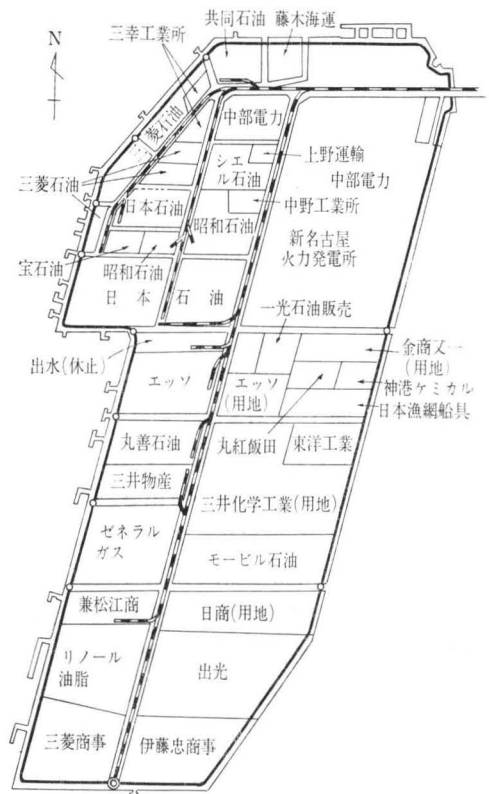 共同石油
藤木海運
三幸工業所
N
三菱石油
中部電力
上野運輸
シエル石油
中部電力
三菱石油
日本石油
中野工業所
昭和石油
新名古屋
火力発電所
宝石油
昭和石油
日本石油
一光石油販売
出水(休止)
金商又一
(用地)
エッソ
エッソ
(用地)
神港ケミカル
日本漁網船具
丸善石油
丸紅飯田
東洋工業
三井物産
三井化学工業(用地)
ゼネラル
ガス
モービル石油
兼松江商
日商(用地)
リノール
油脂
出光
三菱商事
伊藤忠商事